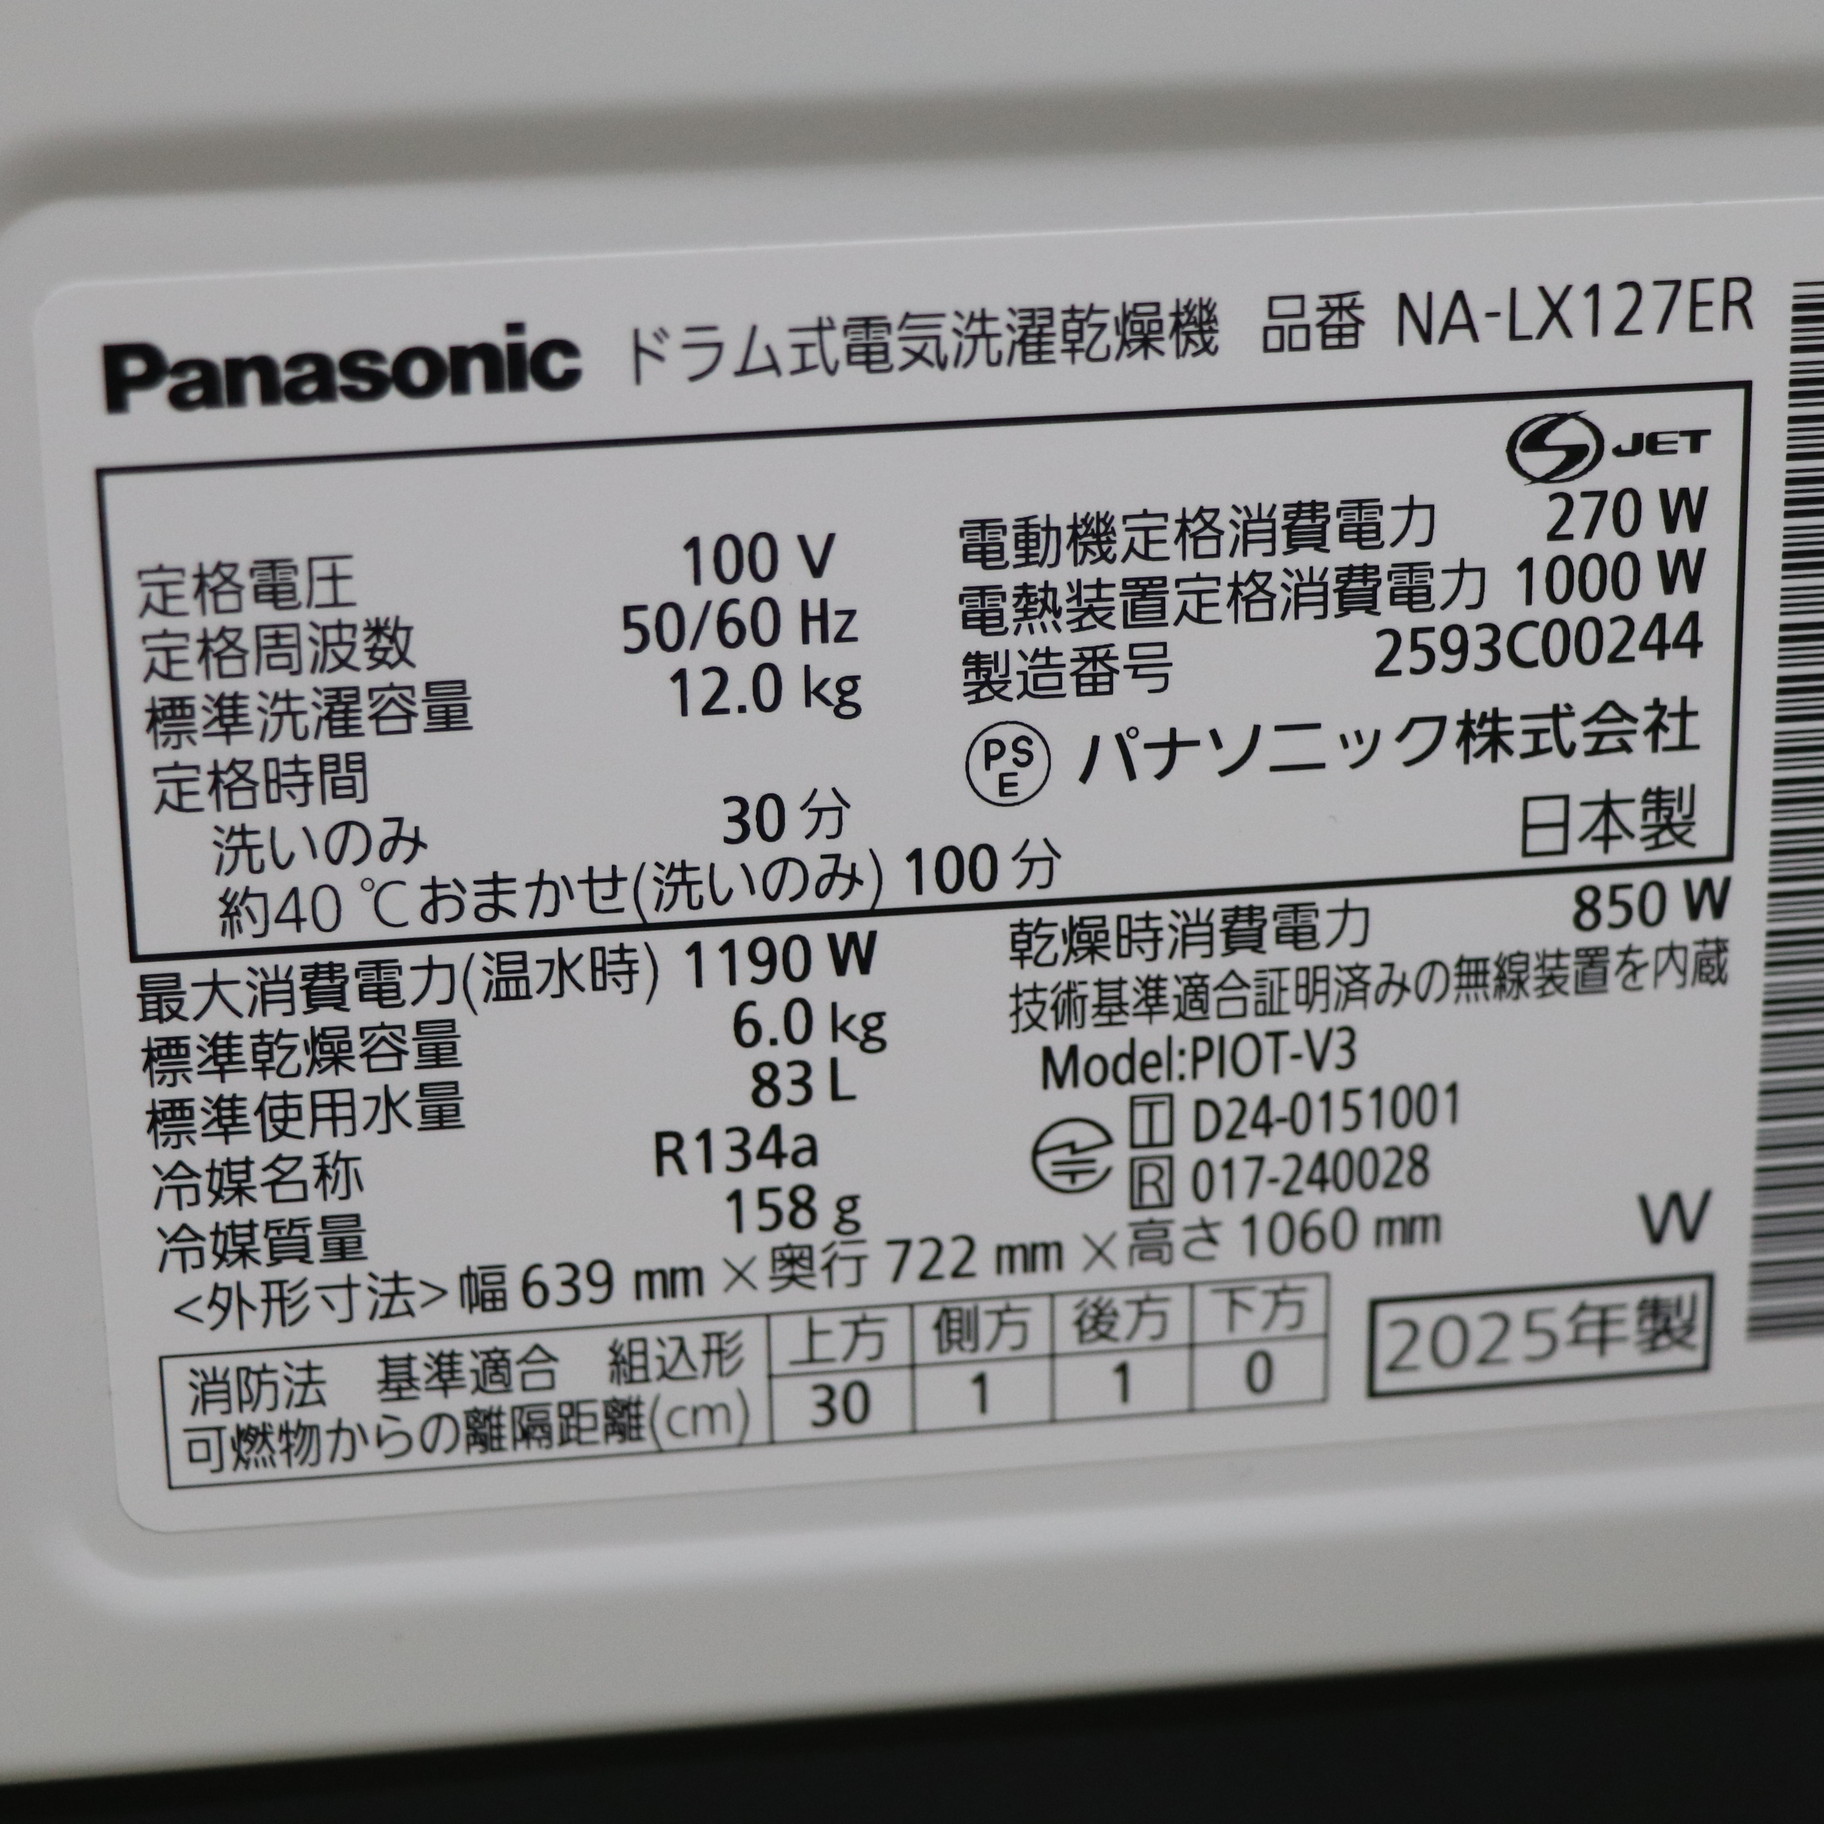 Panasonic ドラム式電気洗濯乾燥機 品番 NA-LX127ER
JET
定格電圧 100 V 電動機定格消費電力 270 W
定格周波数 50/60 Hz 電熱装置定格消費電力 1000 W
標準洗濯容量 12.0 kg 製造番号 2593C00244
定格時間 PSE パナソニック株式会社
洗いのみ 30 分 日本製
約40 ℃おまかせ(洗いのみ) 100 分
最大消費電力(温水時) 1190 W 乾燥時消費電力 850 W
標準乾燥容量 6.0 kg 技術基準適合証明済みの無線装置を内蔵
標準使用水量 83 L Model:PIOT-V3
冷媒名称 R134a T D24-0151001
冷媒質量 158 g R 017-240028
<外形寸法> 幅 639 mm × 奥行 722 mm × 高さ 1060 mm W
消防法 基準適合 組込形 上方 側方 後方 下方
可燃物からの離隔距離(cm) 30 1 1 0
2025年製